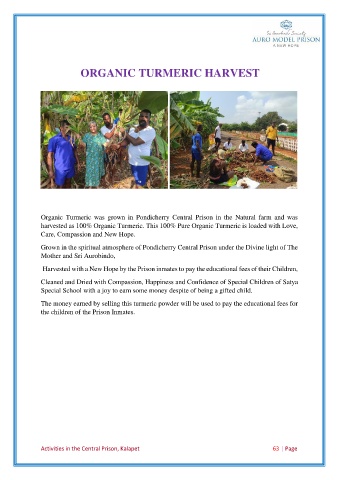 Sri Aurobindo Society
AURO MODEL PRISON
A NEW HOPE
ORGANIC TURMERIC HARVEST
Organic Turmeric was grown in Pondicherry Central Prison in the Natural farm and was
harvested as 100% Organic Turmeric. This 100% Pure Organic Turmeric is loaded with Love,
Care, Compassion and New Hope.
Grown in the spiritual atmosphere of Pondicherry Central Prison under the Divine light of The
Mother and Sri Aurobindo,
Harvested with a New Hope by the Prison inmates to pay the educational fees of their Children,
Cleaned and Dried with Compassion, Happiness and Confidence of Special Children of Satya
Special School with a joy to earn some money despite of being a gifted child.
The money earned by selling this turmeric powder will be used to pay the educational fees for
the children of the Prison Inmates.
Activities in the Central Prison, Kalapet 63 | Page